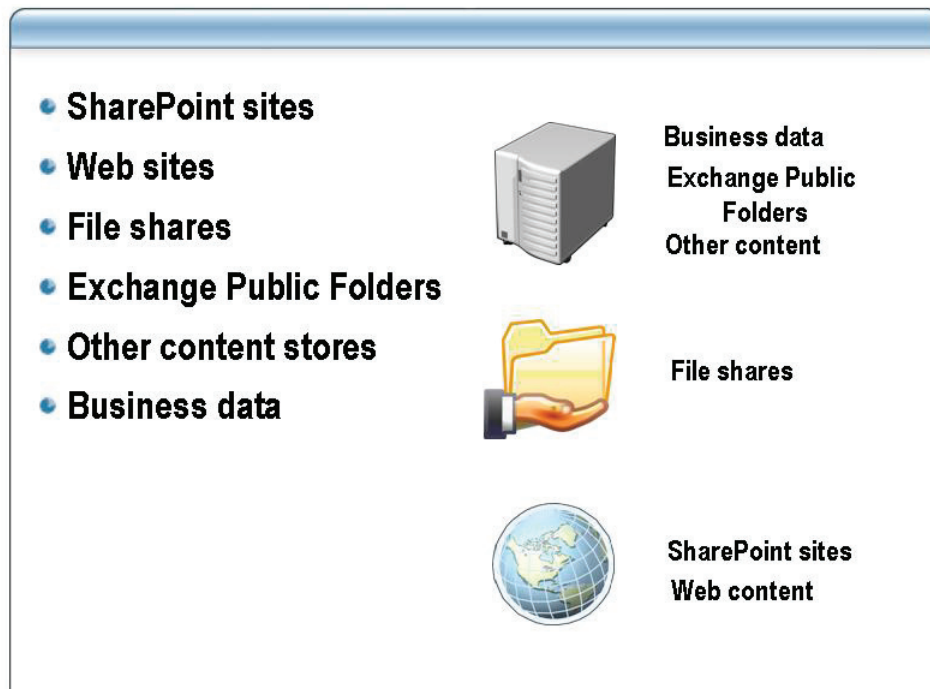 SharePoint sites
Web sites
File shares
Exchange Public Folders
Other content stores
Business data
Business data
Exchange Public
Folders
Other content
File shares
SharePoint sites
Web content